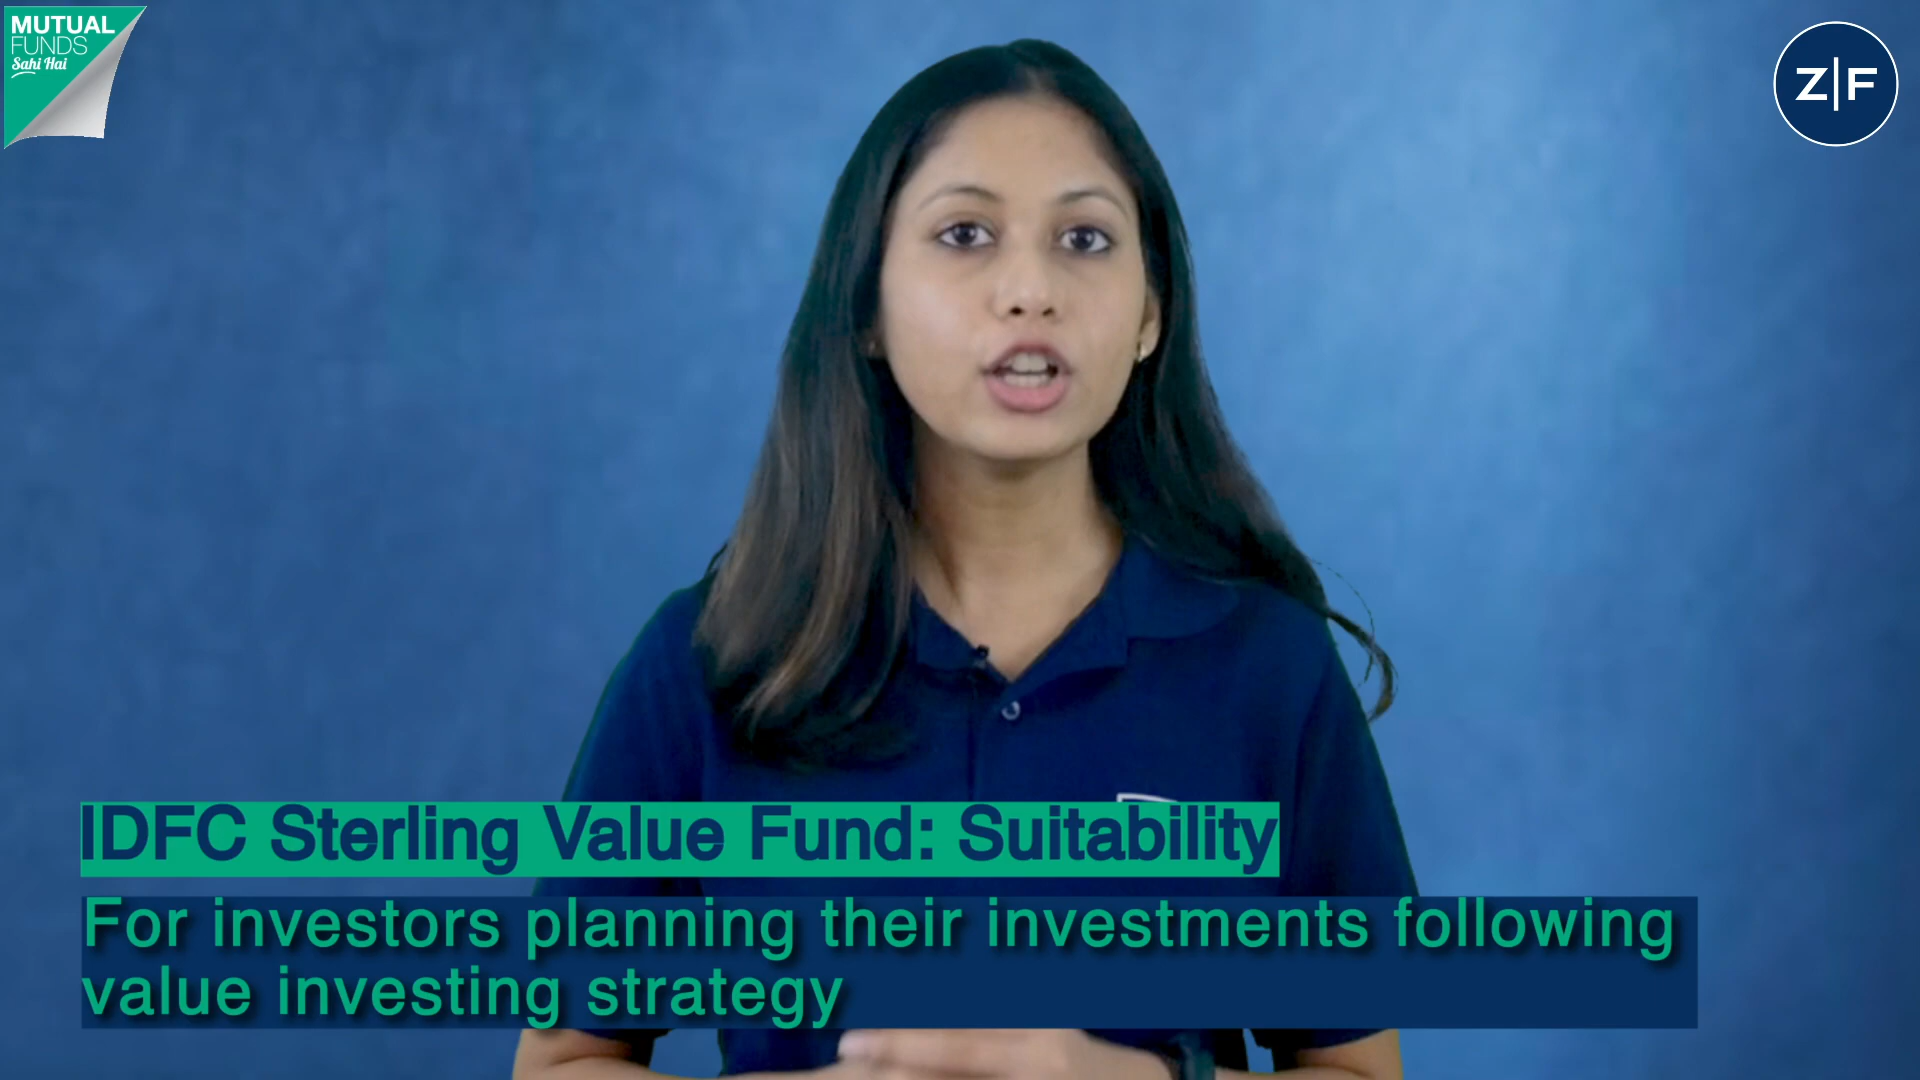 MUTUAL
FUNDS
Sahi Hai
Z|F
IDFC Sterling Value Fund: Suitability
For investors planning their investments following
value investing strategy